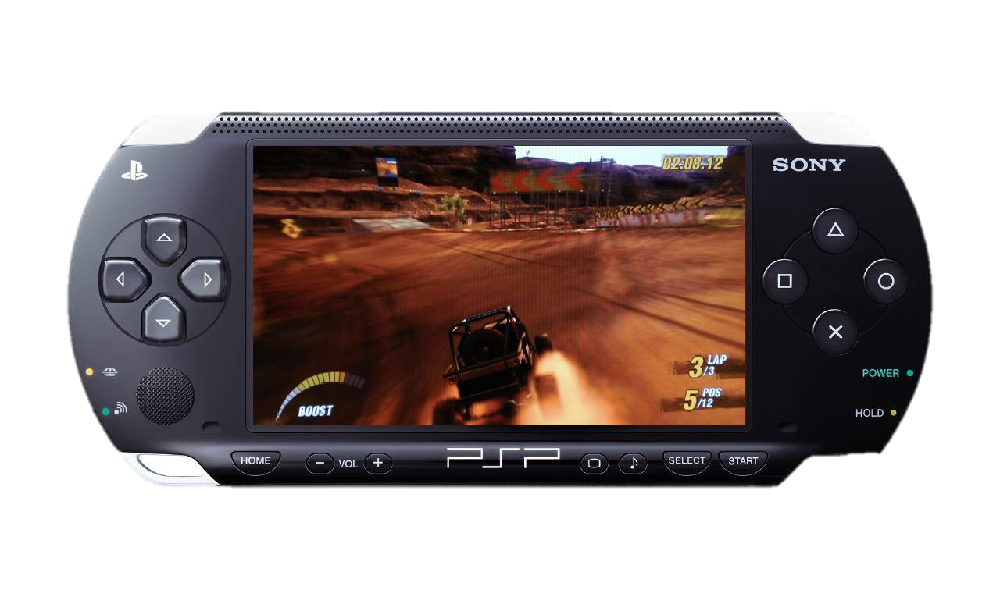 02:08.12
SONY
3/3 LAP
5/12 POS
BOOST
POWER
HOLD
HOME
VOL
PSP
SELECT
START